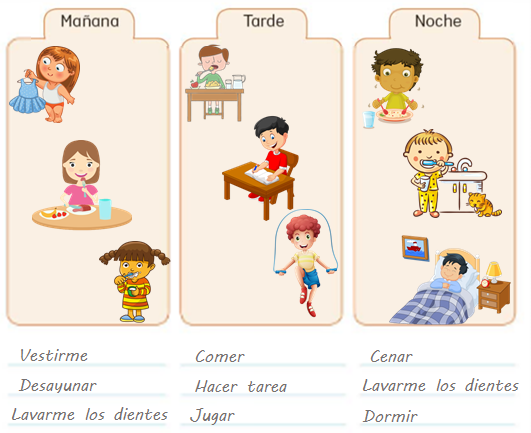 Mañana
Tarde
Noche
Vestirme
Desayunar
Lavarme los dientes
Comer
Hacer tarea
Jugar
Cenar
Lavarme los dientes
Dormir